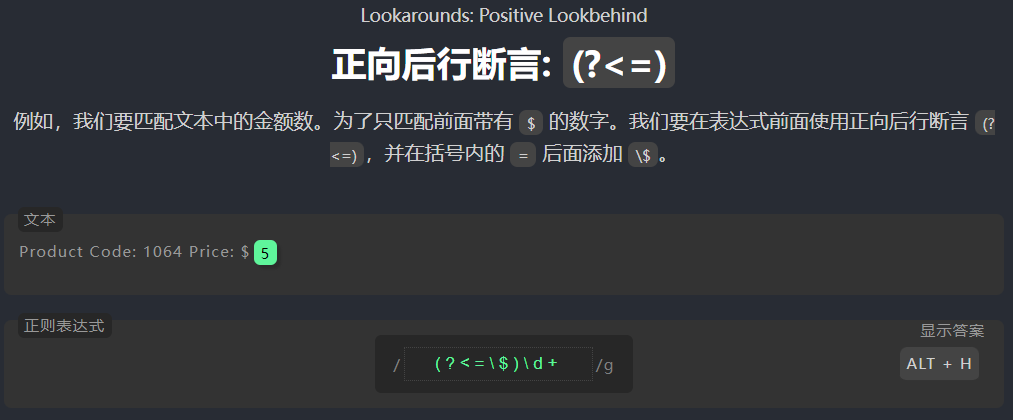 Lookarounds: Positive Lookbehind
正向后行断言: (?<=)
例如，我们要匹配文本中的金额数。为了只匹配前面带有 $ 的数字。我们要在表达式前面使用正向后行断言 (?
<=) ，并在括号内的 = 后面添加 \$ 。
文本
Product Code: 1064 Price: $ 5
正则表达式
显示答案
/ (?<=\$)\d+ /g
ALT + H